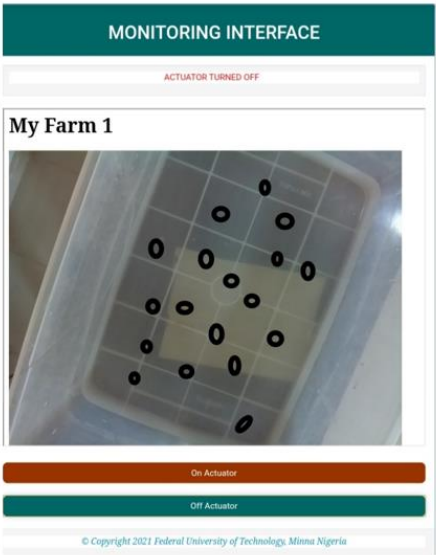 MONITORING INTERFACE
ACTUATOR TURNED OFF
My Farm 1
On Actuator
Off Actuator
© Copyright 2021 Federal University of Technology, Minna Nigeria